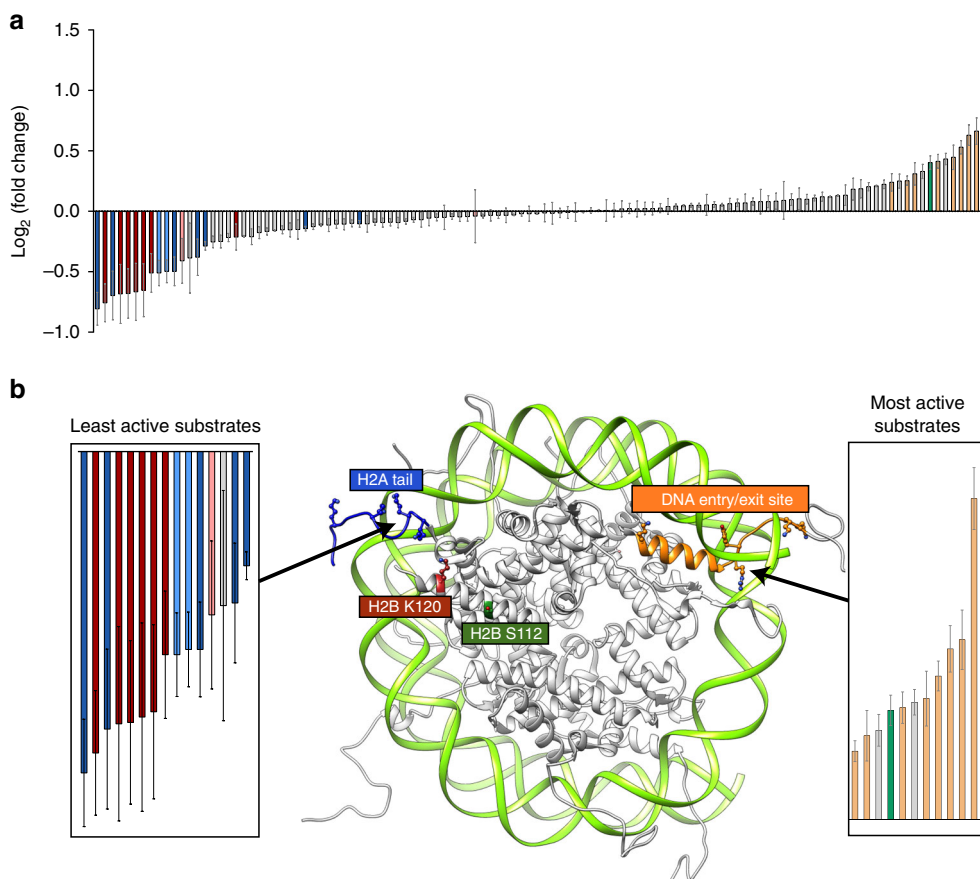 a
Log2 (fold change)
1.5
1.0
0.5
0.0
−0.5
−1.0
b
Least active substrates
Most active
substrates
H2A tail
DNA entry/exit site
H2B K120
H2B S112